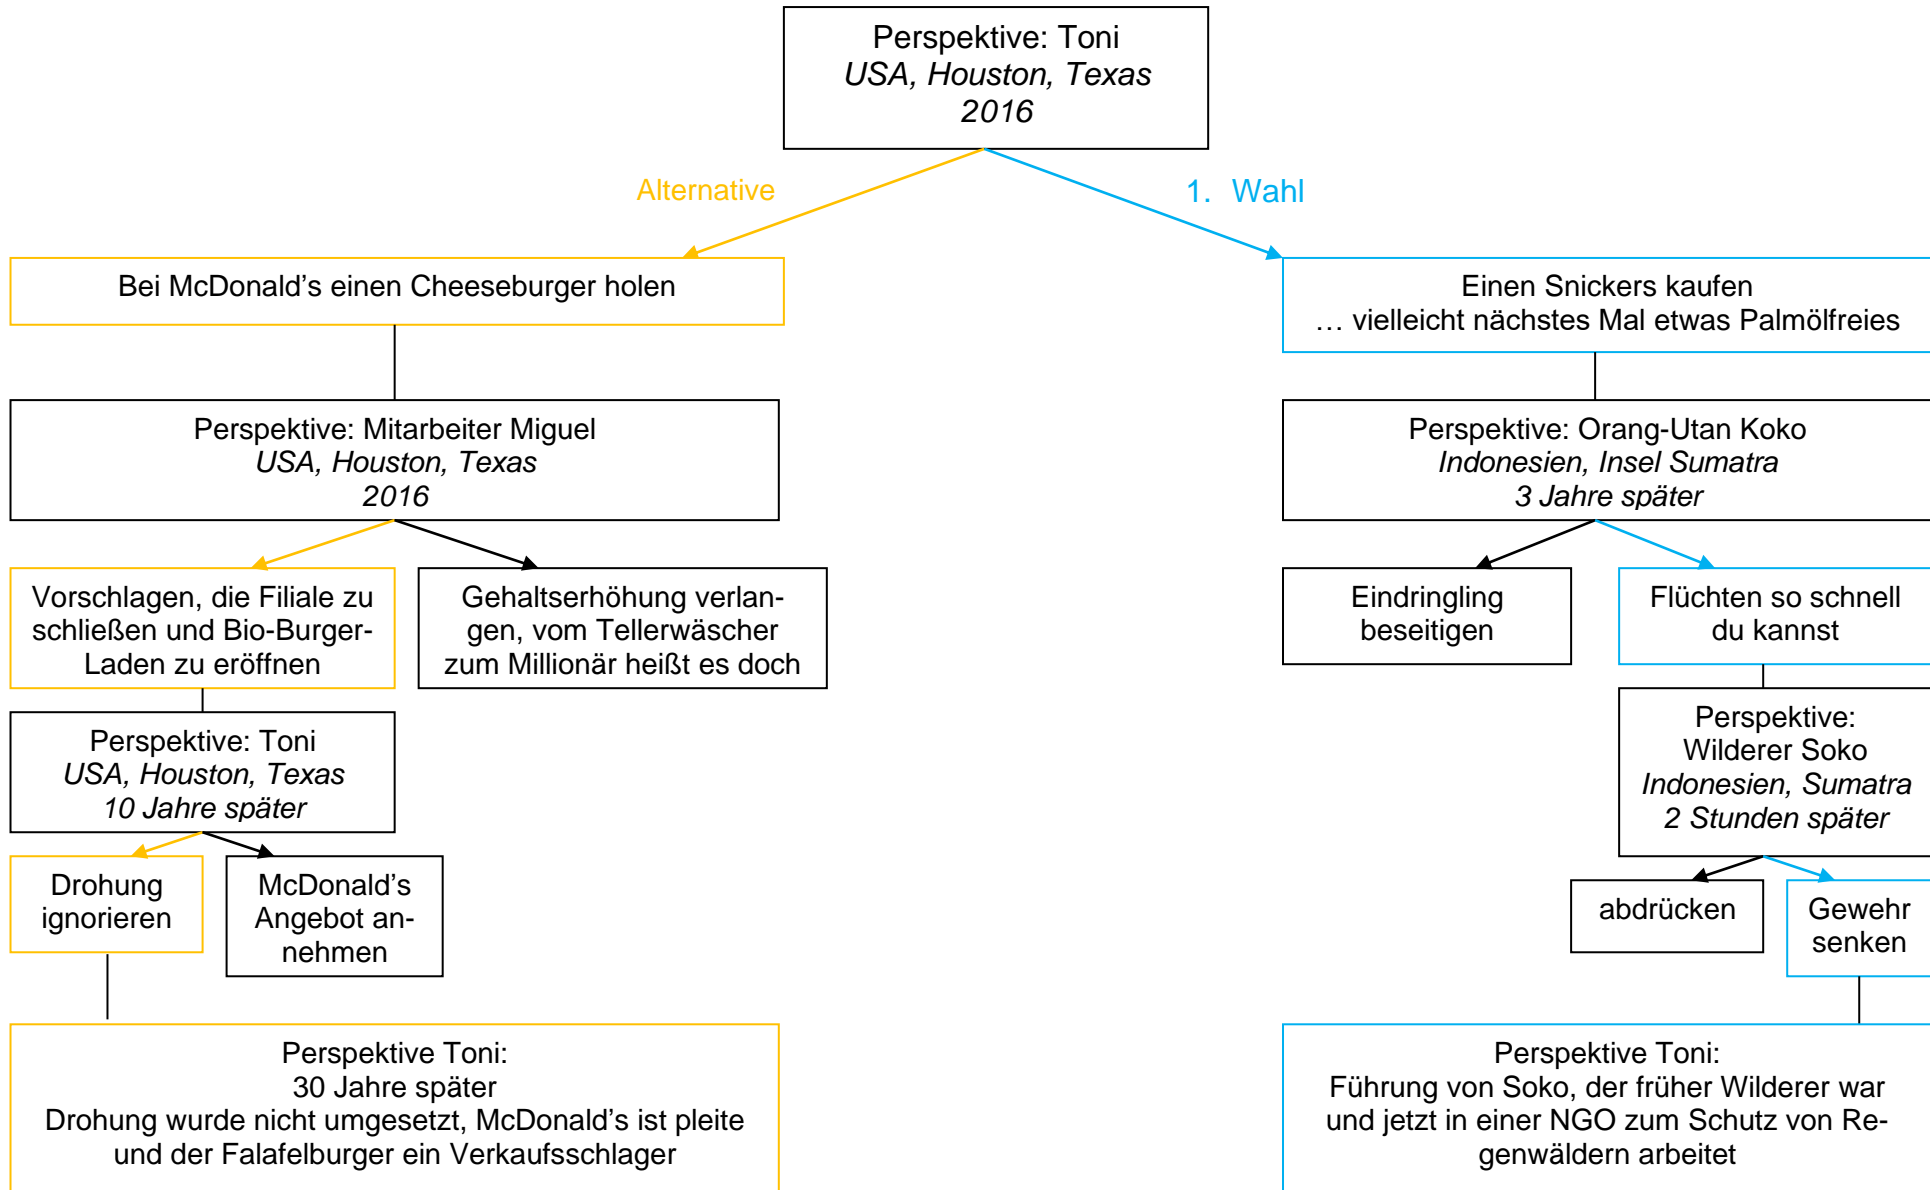 Perspektive: Toni
USA, Houston, Texas
2016
Alternative
1. Wahl
Bei McDonald’s einen Cheeseburger holen
Einen Snickers kaufen
… vielleicht nächstes Mal etwas Palmölfreies
Perspektive: Mitarbeiter Miguel
USA, Houston, Texas
2016
Perspektive: Orang-Utan Koko
Indonesien, Insel Sumatra
3 Jahre später
Vorschlagen, die Filiale zu
schließen und Bio-Burger-
Laden zu eröffnen
Gehaltserhöhung verlan-
gen, vom Tellerwäscher
zum Millionär heißt es doch
Eindringling
beseitigen
Flüchten so schnell
du kannst
Perspektive: Toni
USA, Houston, Texas
10 Jahre später
Perspektive:
Wilderer Soko
Indonesien, Sumatra
2 Stunden später
Drohung
ignorieren
McDonald’s
Angebot an-
nehmen
abdrücken
Gewehr
senken
Perspektive Toni:
30 Jahre später
Drohung wurde nicht umgesetzt, McDonald’s ist pleite
und der Falafelburger ein Verkaufsschlager
Perspektive Toni:
Führung von Soko, der früher Wilderer war
und jetzt in einer NGO zum Schutz von Re-
genwäldern arbeitet